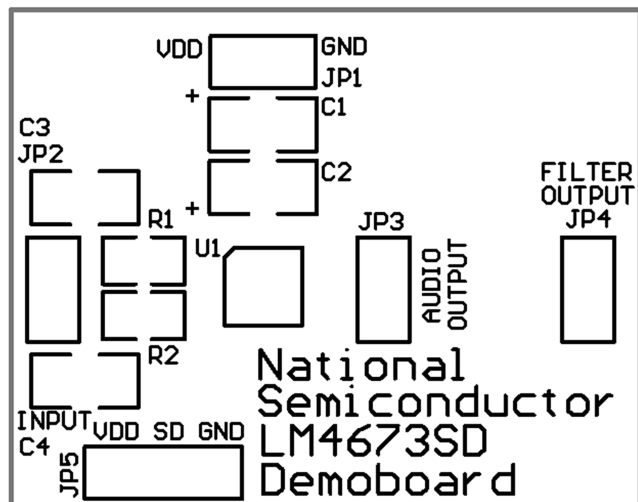 VDD
GND
JP1
+
C1
C3
JP2
C2
+
FILTER
OUTPUT
JP4
R1
U1
JP3
AUDIO
OUTPUT
R2
National
Semiconductor
LM4673SD
Demoboard
INPUT
C4
VDD SD GND
JP5